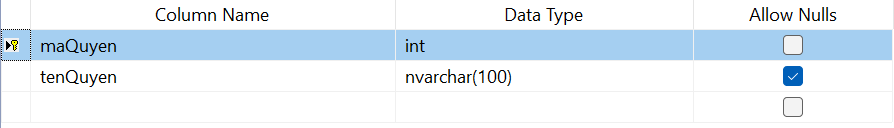 Column Name Data Type Allow Nulls
maQuyen int
tenQuyen nvarchar(100)